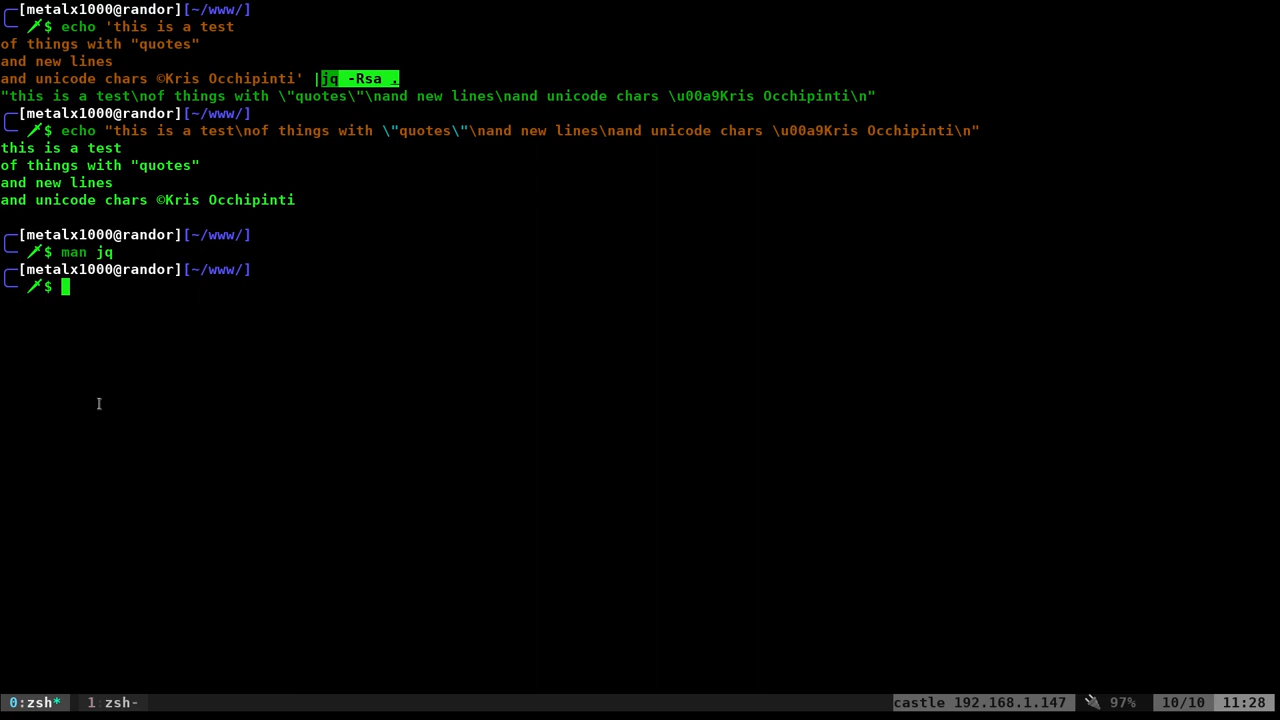 [metalx1000@randor][~/www/]
$ echo 'this is a test
of things with "quotes"
and new lines
and unicode chars ©Kris Occhipinti' |jq -Rsa .
"this is a test\nof things with \"quotes\"\nand new lines\nand unicode chars \u00a9Kris Occhipinti\n"
[metalx1000@randor][~/www/]
$ echo "this is a test\nof things with \"quotes\"\nand new lines\nand unicode chars \u00a9Kris Occhipinti\n"
this is a test
of things with "quotes"
and new lines
and unicode chars ©Kris Occhipinti
[metalx1000@randor][~/www/]
$ man jq
[metalx1000@randor][~/www/]
$
0:zsh* 1:zsh- castle 192.168.1.147 97% 10/10 11:28